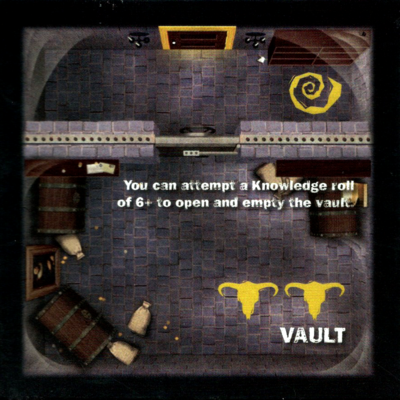 You can attempt a Knowledge roll
of 6+ to open and empty the vault.
VAULT